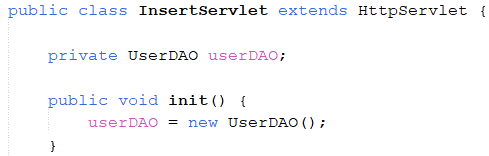 public class InsertServlet extends HttpServlet {
private UserDAO userDAO;
public void init() {
userDAO = new UserDAO();
}